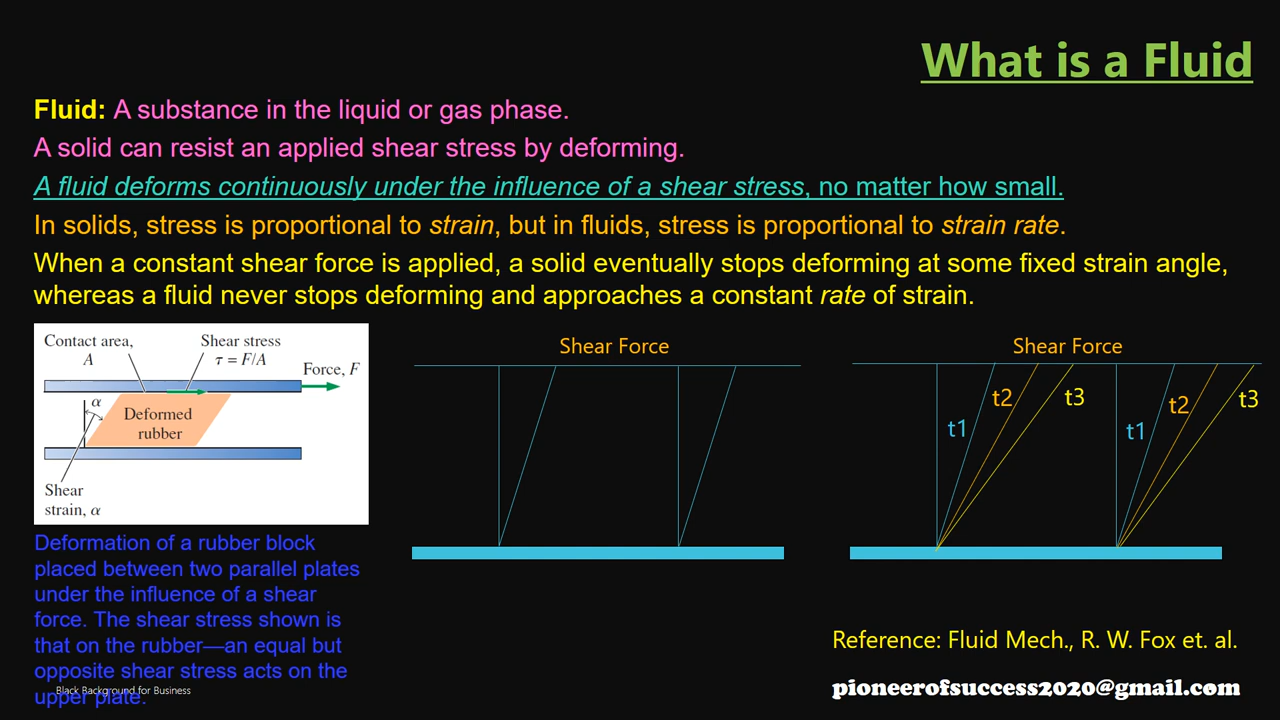 What is a Fluid
Fluid: A substance in the liquid or gas phase.
A solid can resist an applied shear stress by deforming.
A fluid deforms continuously under the influence of a shear stress, no matter how small.
In solids, stress is proportional to strain, but in fluids, stress is proportional to strain rate.
When a constant shear force is applied, a solid eventually stops deforming at some fixed strain angle,
whereas a fluid never stops deforming and approaches a constant rate of strain.
Contact area,
A
Shear stress
τ = F/A
Force, F
α
Deformed
rubber
Shear
strain, α
Deformation of a rubber block
placed between two parallel plates
under the influence of a shear
force. The shear stress shown is
that on the rubber—an equal but
opposite shear stress acts on the
upper plate.
Black Background for Business
Shear Force
Shear Force
t1
t2
t3
t1
t2
t3
Reference: Fluid Mech., R. W. Fox et. al.
pioneerofsuccess2020@gmail.com